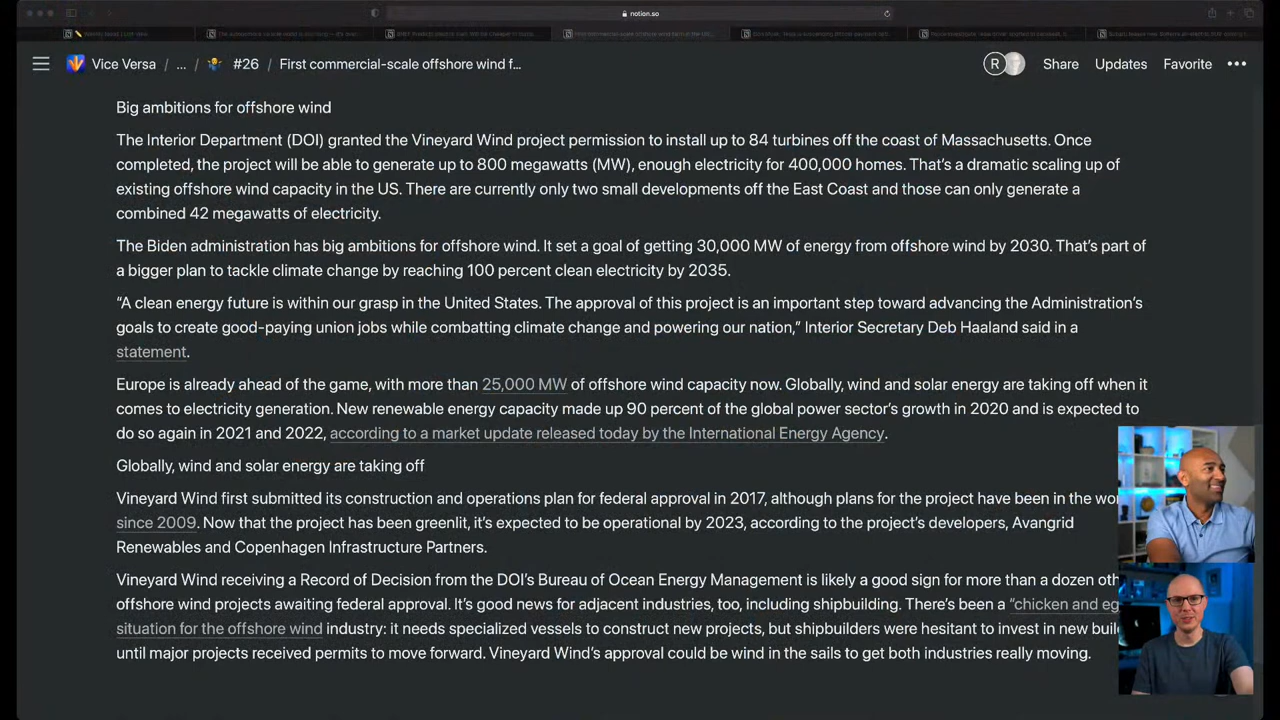 notion.so
Vice Versa / ... / #26 / First commercial-scale offshore wind f...
R Share Updates Favorite
Big ambitions for offshore wind
The Interior Department (DOI) granted the Vineyard Wind project permission to install up to 84 turbines off the coast of Massachusetts. Once
completed, the project will be able to generate up to 800 megawatts (MW), enough electricity for 400,000 homes. That’s a dramatic scaling up of
existing offshore wind capacity in the US. There are currently only two small developments off the East Coast and those can only generate a
combined 42 megawatts of electricity.
The Biden administration has big ambitions for offshore wind. It set a goal of getting 30,000 MW of energy from offshore wind by 2030. That’s part of
a bigger plan to tackle climate change by reaching 100 percent clean electricity by 2035.
“A clean energy future is within our grasp in the United States. The approval of this project is an important step toward advancing the Administration’s
goals to create good-paying union jobs while combatting climate change and powering our nation,” Interior Secretary Deb Haaland said in a
statement.
Europe is already ahead of the game, with more than 25,000 MW of offshore wind capacity now. Globally, wind and solar energy are taking off when it
comes to electricity generation. New renewable energy capacity made up 90 percent of the global power sector’s growth in 2020 and is expected to
do so again in 2021 and 2022, according to a market update released today by the International Energy Agency.
Globally, wind and solar energy are taking off
Vineyard Wind first submitted its construction and operations plan for federal approval in 2017, although plans for the project have been in the wor
since 2009. Now that the project has been greenlit, it’s expected to be operational by 2023, according to the project’s developers, Avangrid
Renewables and Copenhagen Infrastructure Partners.
Vineyard Wind receiving a Record of Decision from the DOI’s Bureau of Ocean Energy Management is likely a good sign for more than a dozen oth
offshore wind projects awaiting federal approval. It’s good news for adjacent industries, too, including shipbuilding. There’s been a “chicken and eg
situation for the offshore wind industry: it needs specialized vessels to construct new projects, but shipbuilders were hesitant to invest in new buil
until major projects received permits to move forward. Vineyard Wind’s approval could be wind in the sails to get both industries really moving.